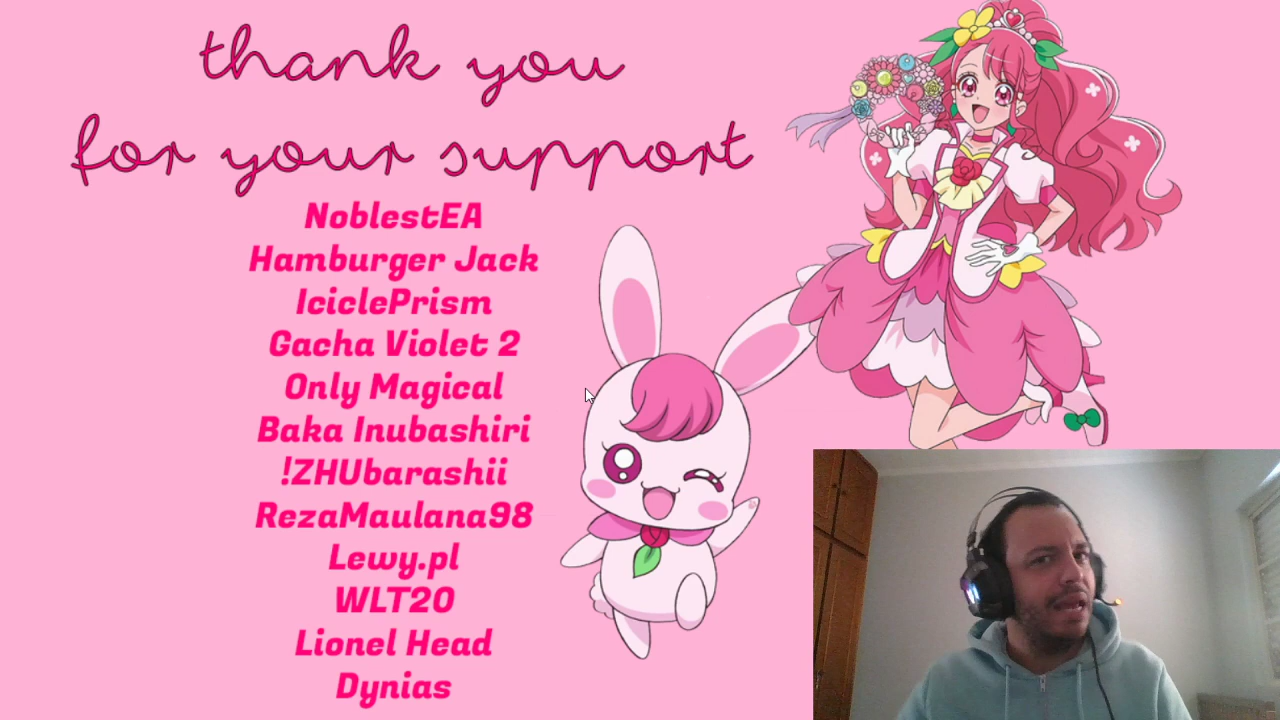 thank you
for your support
NoblestEA
Hamburger Jack
IciclePrism
Gacha Violet 2
Only Magical
Baka Inubashiri
!ZHUbarashii
RezaMaulana98
Lewy.pl
WLT20
Lionel Head
Dynias